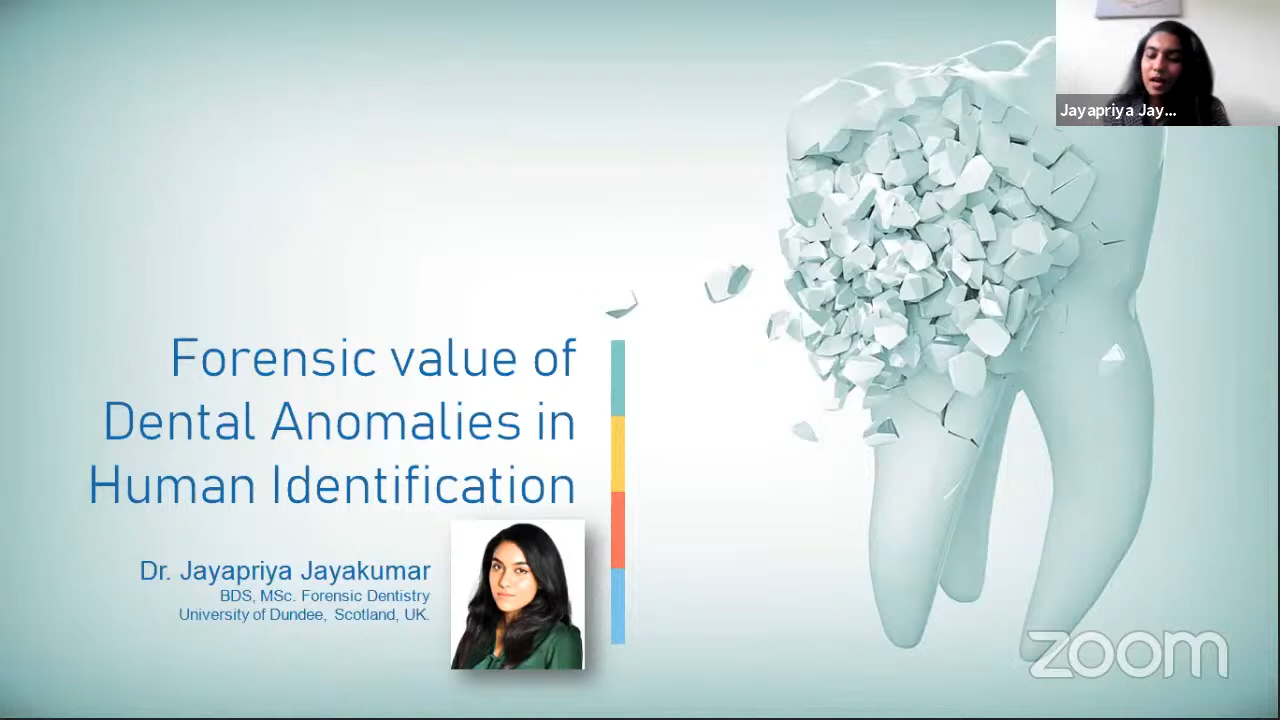 Jayapriya Jay...
Forensic value of
Dental Anomalies in
Human Identification
Dr. Jayapriya Jayakumar
BDS, MSc. Forensic Dentistry
University of Dundee, Scotland, UK.
zoom